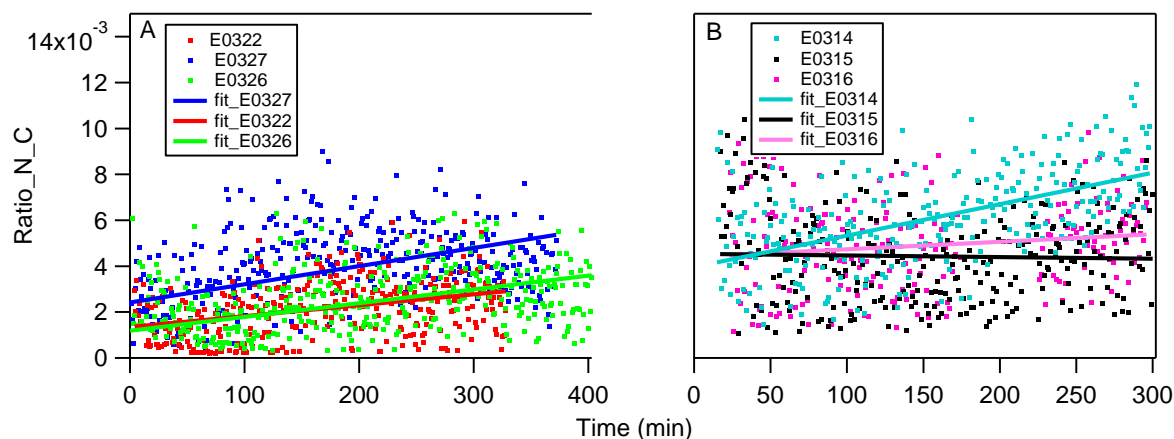 A
E0322
E0327
E0326
fit_E0327
fit_E0322
fit_E0326
B
E0314
E0315
E0316
fit_E0314
fit_E0315
fit_E0316
Ratio_N_C
14x10⁻³
12
10
8
6
4
2
0
0 100 200 300 400
0 50 100 150 200 250 300
Time (min)